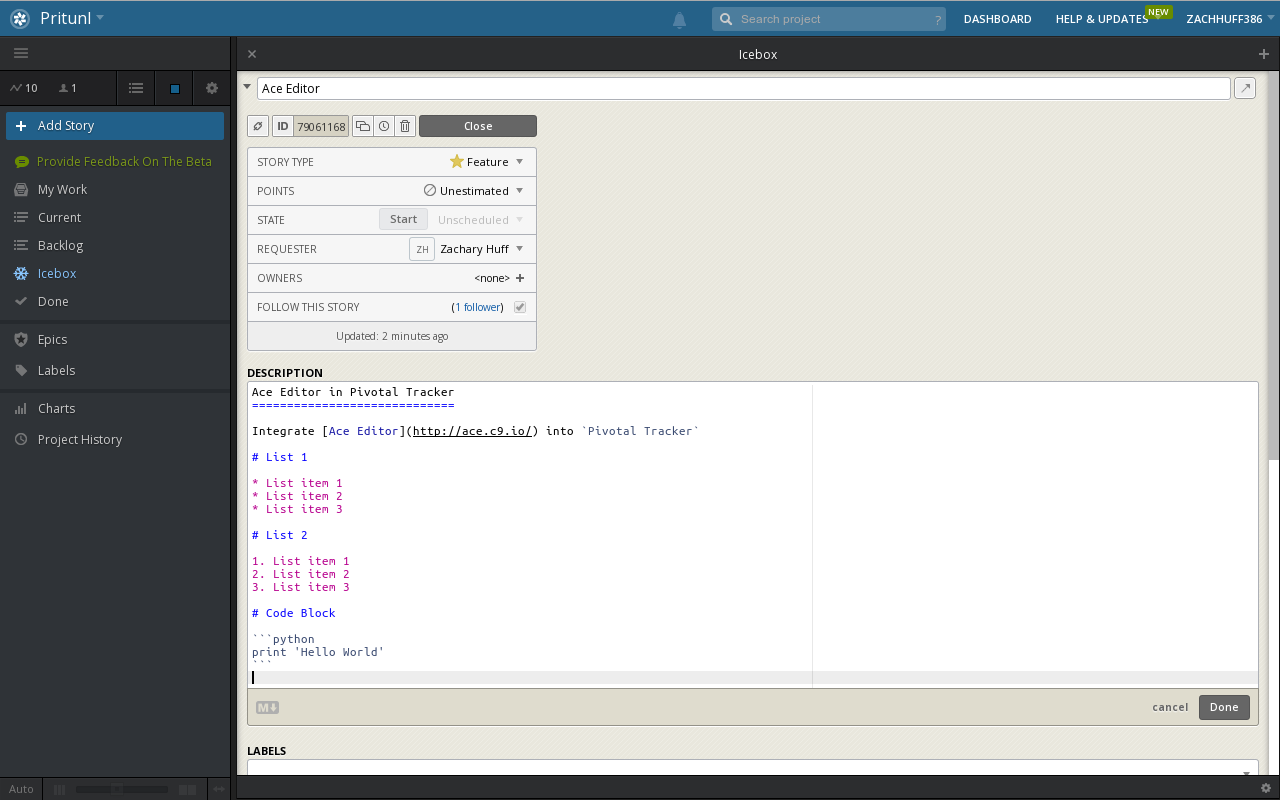 Pritunl
Search project ?
DASHBOARD
HELP & UPDATES
NEW
ZACHHUFF386
Icebox
10
1
Add Story
Provide Feedback On The Beta
My Work
Current
Backlog
Icebox
Done
Epics
Labels
Charts
Project History
Auto
Ace Editor
ID 79061168
Close
STORY TYPE Feature
POINTS Unestimated
STATE Start Unscheduled
REQUESTER ZH Zachary Huff
OWNERS <none>
FOLLOW THIS STORY (1 follower)
Updated: 2 minutes ago
DESCRIPTION
Ace Editor in Pivotal Tracker
=============================
Integrate [Ace Editor](http://ace.c9.io/) into `Pivotal Tracker`
# List 1
* List item 1
* List item 2
* List item 3
# List 2
1. List item 1
2. List item 2
3. List item 3
# Code Block
```python
print 'Hello World'
```
M
cancel Done
LABELS